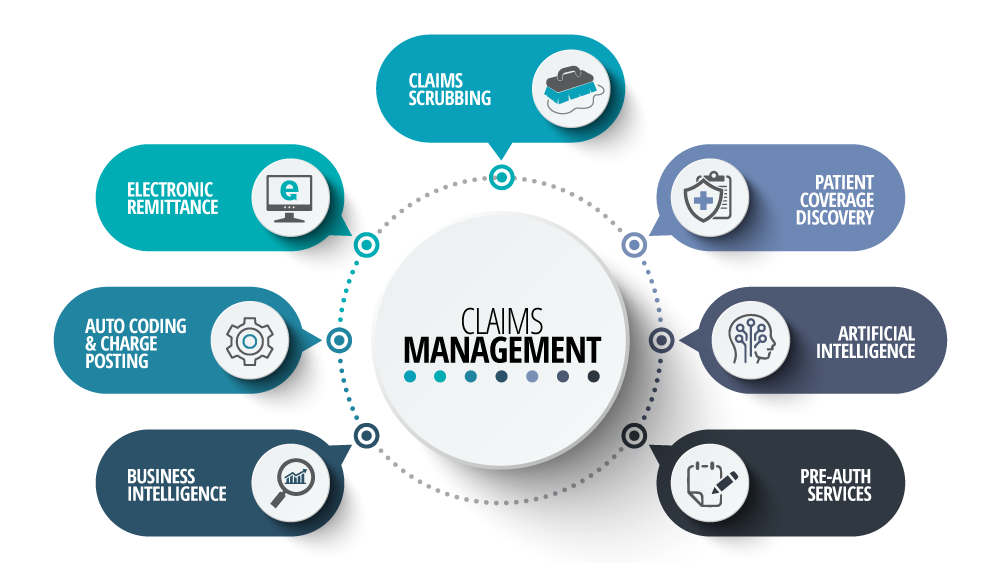 CLAIMS
SCRUBBING
ELECTRONIC
REMITTANCE
e
PATIENT
COVERAGE
DISCOVERY
AUTO CODING
& CHARGE
POSTING
CLAIMS
MANAGEMENT
ARTIFICIAL
INTELLIGENCE
BUSINESS
INTELLIGENCE
PRE-AUTH
SERVICES